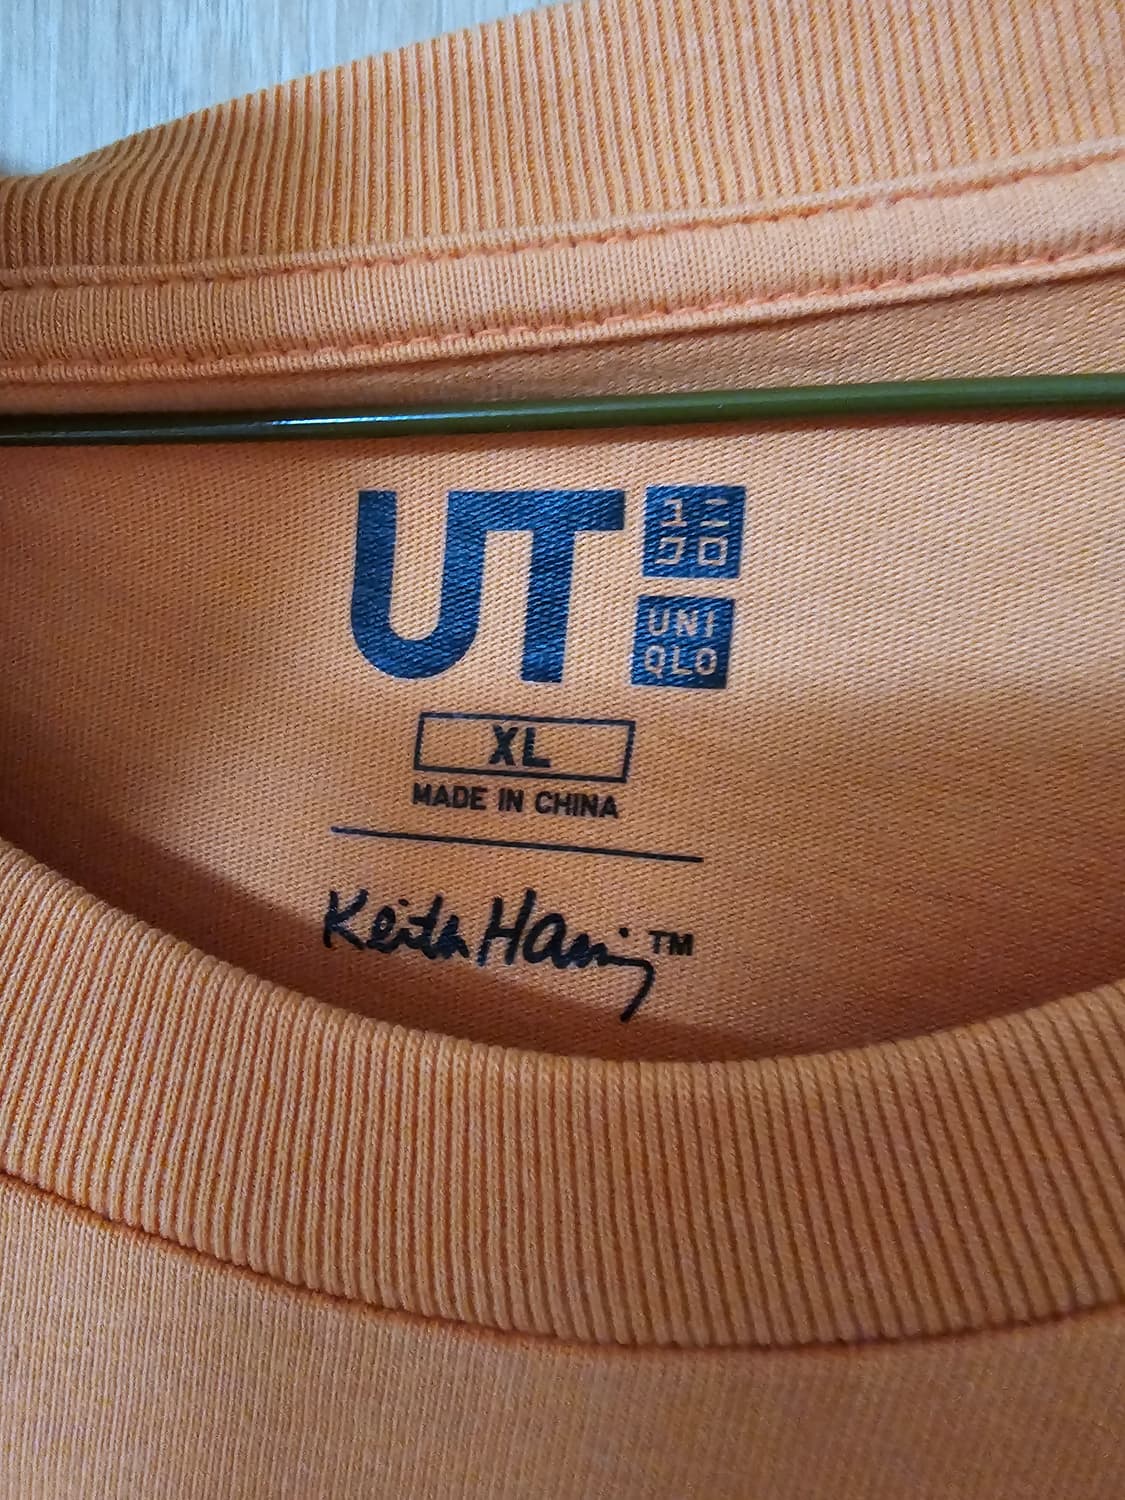 UT
ユニ
クロ
UNI
QLO
XL
MADE IN CHINA
Keith Haring™